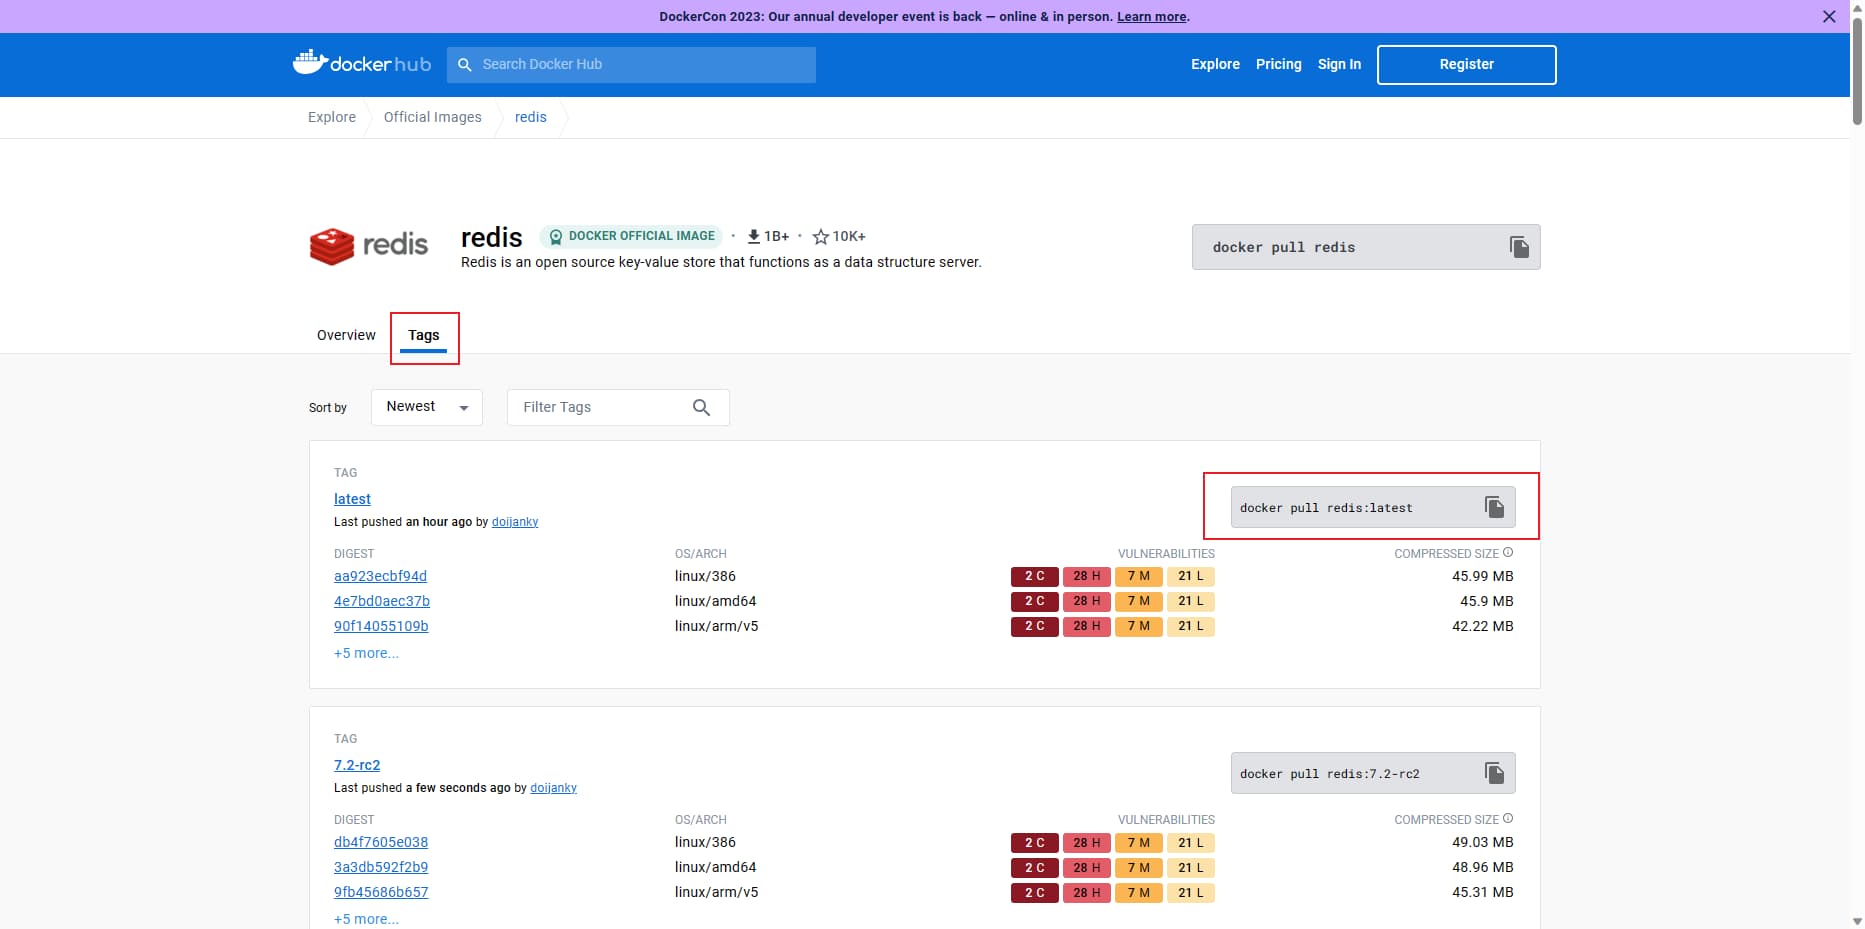 DockerCon 2023: Our annual developer event is back — online & in person. Learn more.
docker hub
Search Docker Hub
Explore Pricing Sign In Register
Explore Official Images redis
redis
redis DOCKER OFFICIAL IMAGE · 1B+ · 10K+
Redis is an open source key-value store that functions as a data structure server.
docker pull redis
Overview Tags
Sort by Newest Filter Tags
TAG
latest
Last pushed an hour ago by doijanky
docker pull redis:latest
DIGEST OS/ARCH VULNERABILITIES COMPRESSED SIZE
aa923ecbf94d linux/386 2 C 28 H 7 M 21 L 45.99 MB
4e7bd0aec37b linux/amd64 2 C 28 H 7 M 21 L 45.9 MB
90f14055109b linux/arm/v5 2 C 28 H 7 M 21 L 42.22 MB
+5 more...
TAG
7.2-rc2
Last pushed a few seconds ago by doijanky
docker pull redis:7.2-rc2
DIGEST OS/ARCH VULNERABILITIES COMPRESSED SIZE
db4f7605e038 linux/386 2 C 28 H 7 M 21 L 49.03 MB
3a3db592f2b9 linux/amd64 2 C 28 H 7 M 21 L 48.96 MB
9fb45686b657 linux/arm/v5 2 C 28 H 7 M 21 L 45.31 MB
+5 more...